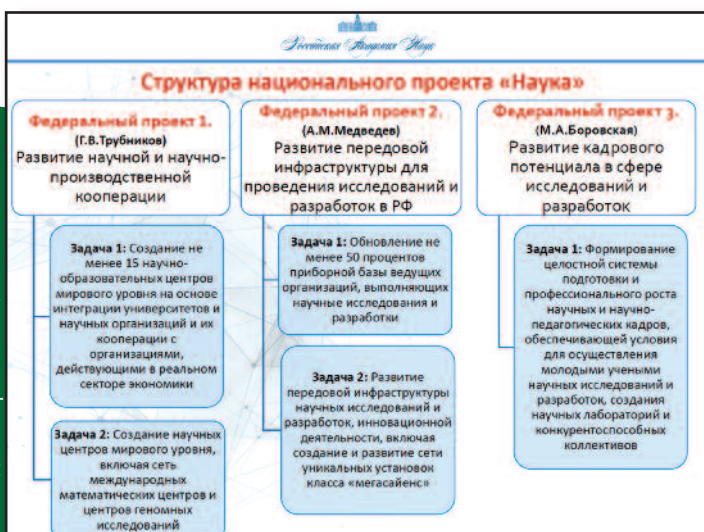 Российская Академия Наук
Структура национального проекта «Наука»
Федеральный проект 1.
(Г.В.Трубников)
Развитие научной и научно-
производственной
кооперации
Задача 1: Создание не
менее 15 научно-
образовательных центров
мирового уровня на основе
интеграции университетов и
научных организаций и их
кооперации с
организациями,
действующими в реальном
секторе экономики
Задача 2: Создание научных
центров мирового уровня,
включая сеть
международных
математических центров и
центров геномных
исследований
Федеральный проект 2.
(А.М.Медведев)
Развитие передовой
инфраструктуры для
проведения исследований и
разработок в РФ
Задача 1: Обновление не
менее 50 процентов
приборной базы ведущих
организаций, выполняющих
научные исследования и
разработки
Задача 2: Развитие
передовой инфраструктуры
научных исследований и
разработок, инновационной
деятельности, включая
создание и развитие сети
уникальных установок
класса «мегасайенс»
Федеральный проект 3.
(М.А.Боровская)
Развитие кадрового
потенциала в сфере
исследований и
разработок
Задача 1: Формирование
целостной системы
подготовки и
профессионального роста
научных и научно-
педагогических кадров,
обеспечивающей условия
для осуществления
молодыми учеными
научных исследований и
разработок, создания
научных лабораторий и
конкурентоспособных
коллективов